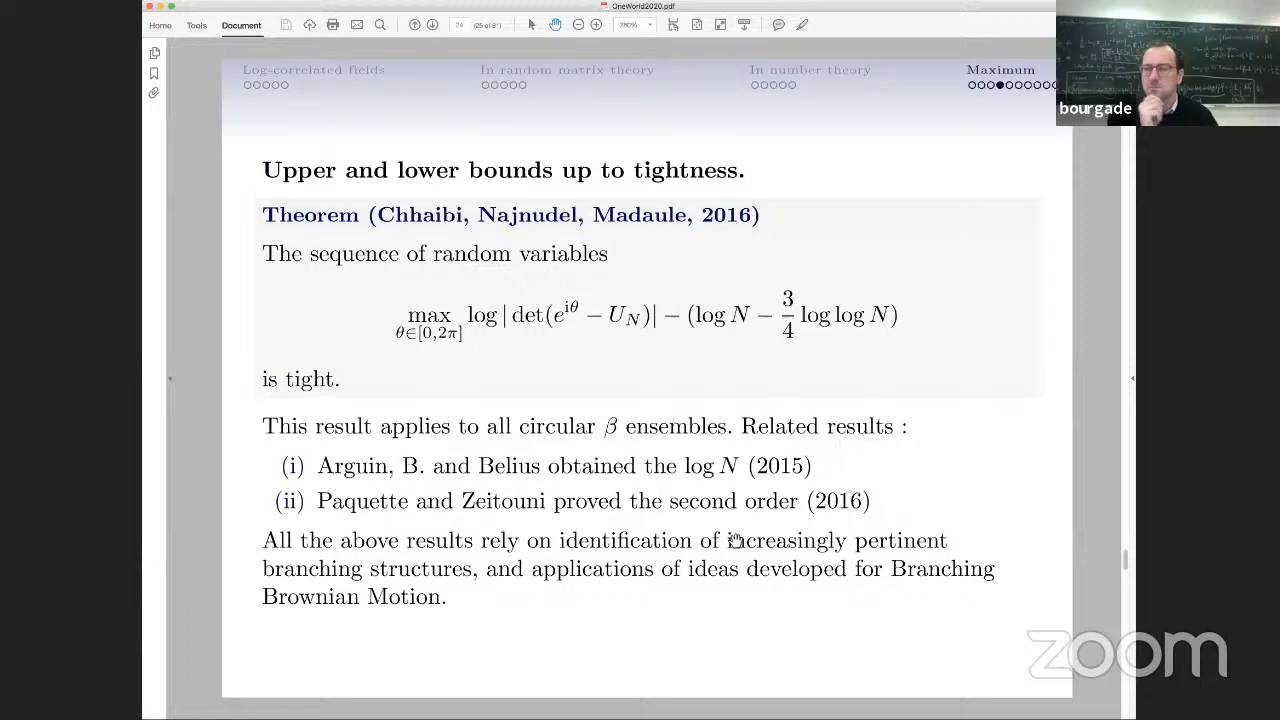 OneWorld2020.pdf
Home Tools Document 24 (25 of 31) 280%
Log-correlated fields In random matrix theory In number theory Maximum
bourgade
Upper and lower bounds up to tightness.
Theorem (Chhaibi, Najnudel, Madaule, 2016)
The sequence of random variables
max log | det(e^{iθ} − U_N)| − (log N − 3/4 log log N)
θ∈[0,2π]
is tight.
This result applies to all circular β ensembles. Related results :
(i) Arguin, B. and Belius obtained the log N (2015)
(ii) Paquette and Zeitouni proved the second order (2016)
All the above results rely on identification of increasingly pertinent
branching structures, and applications of ideas developed for Branching
Brownian Motion.
zoom